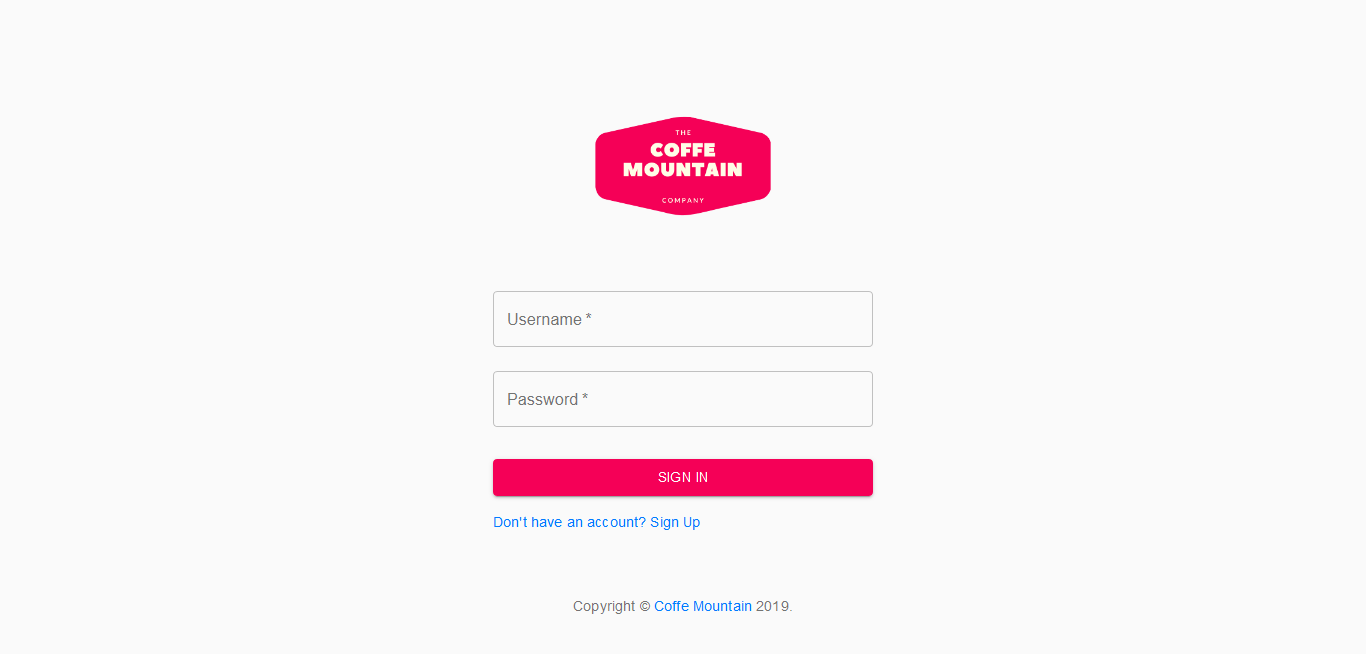 THE
COFFE
MOUNTAIN
COMPANY
Username *
Password *
SIGN IN
Don't have an account? Sign Up
Copyright © Coffe Mountain 2019.